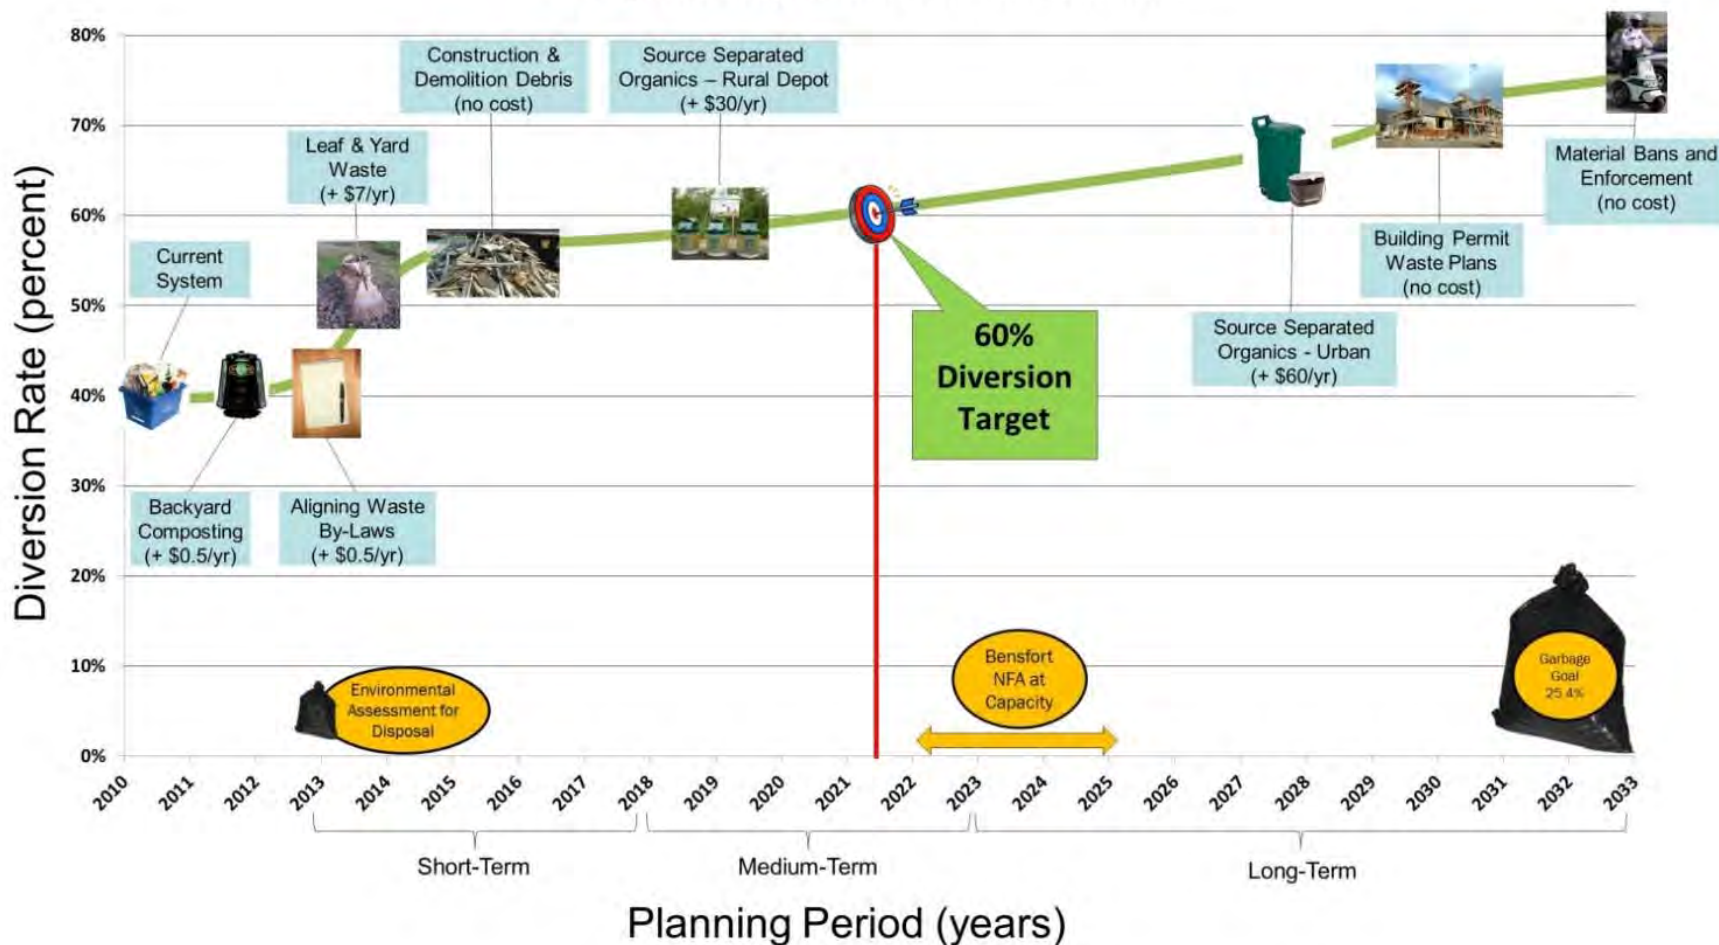 80%
70%
60%
50%
40%
30%
20%
10%
0%
Diversion Rate (percent)
Current
System
Backyard
Composting
(+ $0.5/yr)
Aligning Waste
By-Laws
(+ $0.5/yr)
Leaf & Yard
Waste
(+ $7/yr)
Construction &
Demolition Debris
(no cost)
Source Separated
Organics – Rural Depot
(+ $30/yr)
60%
Diversion
Target
Source Separated
Organics - Urban
(+ $60/yr)
Building Permit
Waste Plans
(no cost)
Material Bans and
Enforcement
(no cost)
Environmental
Assessment for
Disposal
Bensfort
NFA at
Capacity
Garbage
Goal
25.4%
2010
2011
2012
2013
2014
2015
2016
2017
2018
2019
2020
2021
2022
2023
2024
2025
2026
2027
2028
2029
2030
2031
2032
2033
Short-Term
Medium-Term
Long-Term
Planning Period (years)